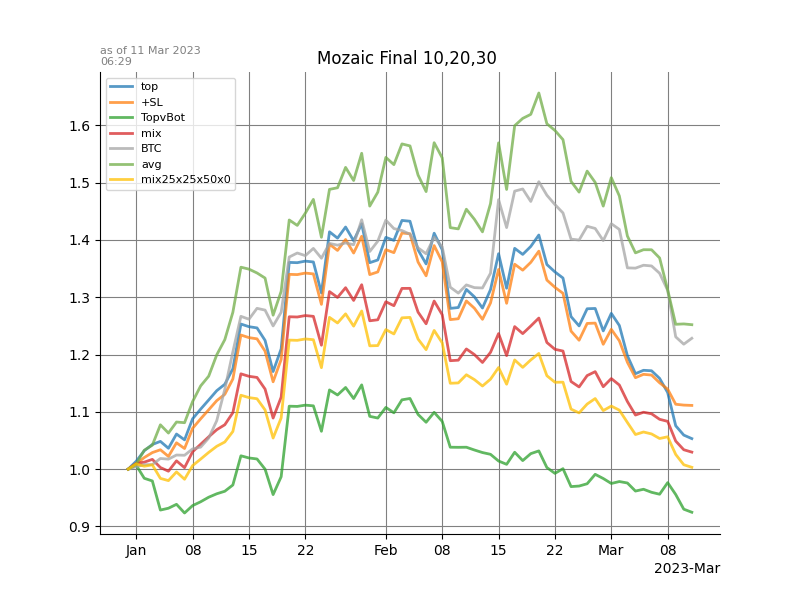 as of 11 Mar 2023
06:29
Mozaic Final 10,20,30
top
+SL
TopvBot
mix
BTC
avg
mix25x25x50x0
1.6
1.5
1.4
1.3
1.2
1.1
1.0
0.9
Jan 08 15 22 Feb 08 15 22 Mar 08
2023-Mar